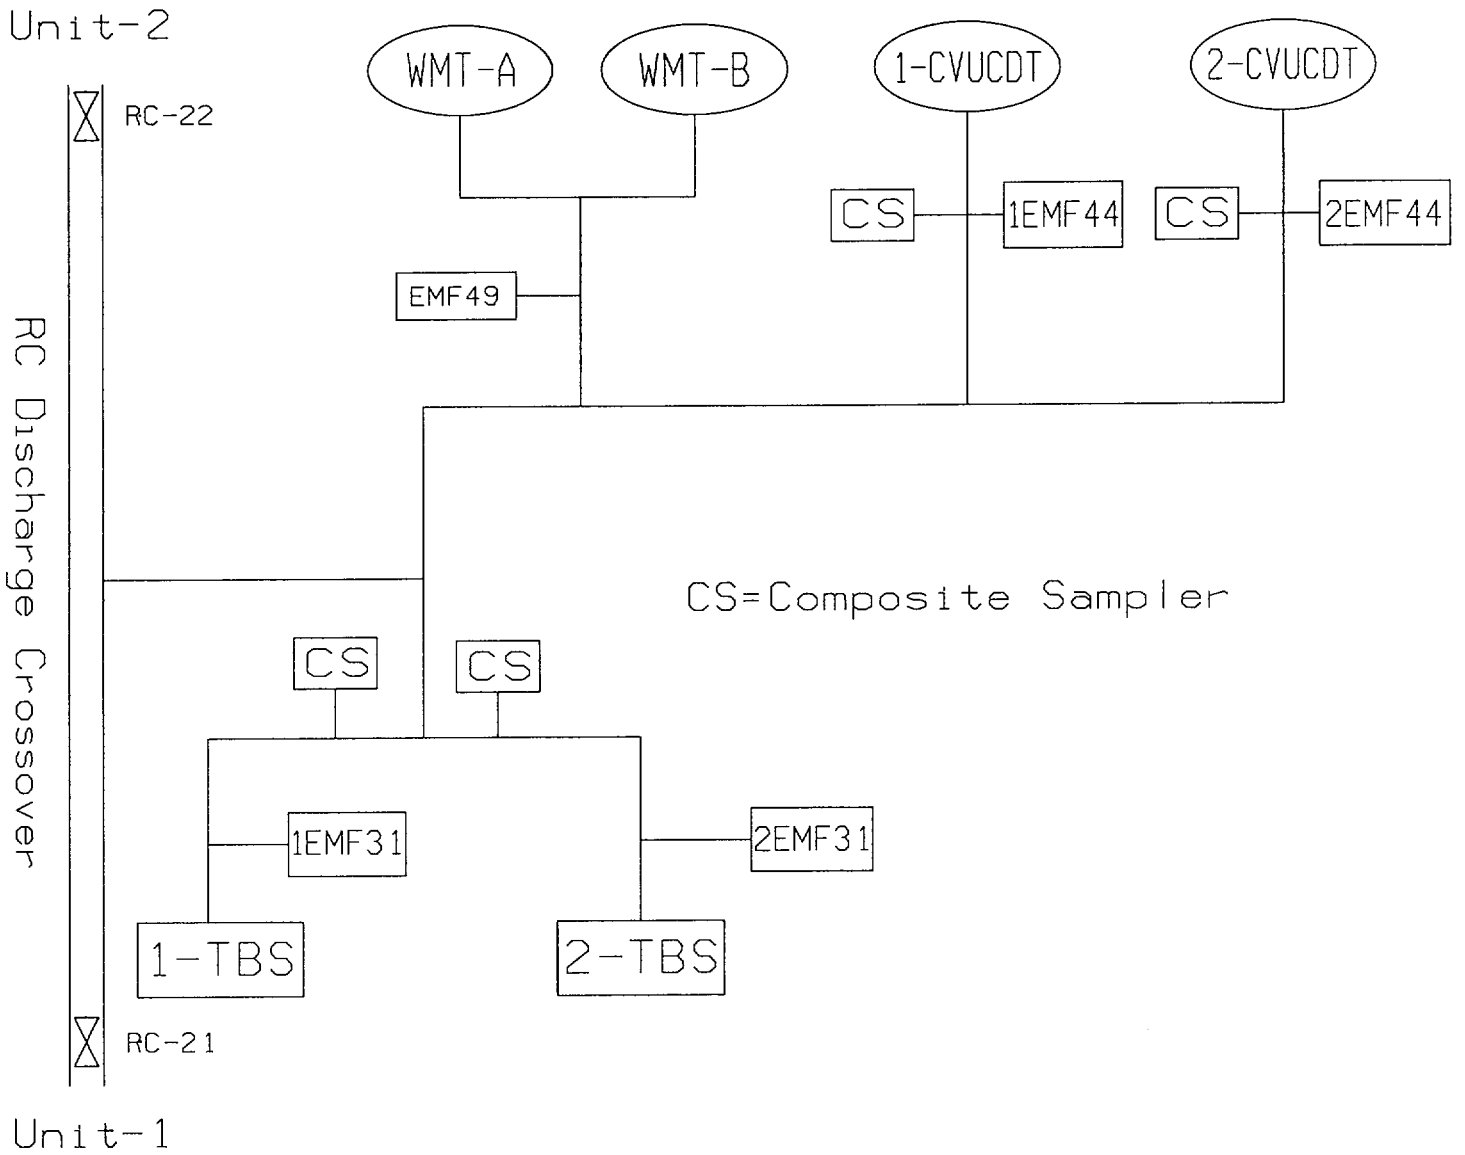 Unit-2
WMT-A
WMT-B
1-CVUCDT
2-CVUCDT
RC-22
CS
1EMF44
CS
2EMF44
EMF49
RC Discharge Crossover
CS=Composite Sampler
CS
CS
1EMF31
2EMF31
1-TBS
2-TBS
RC-21
Unit-1